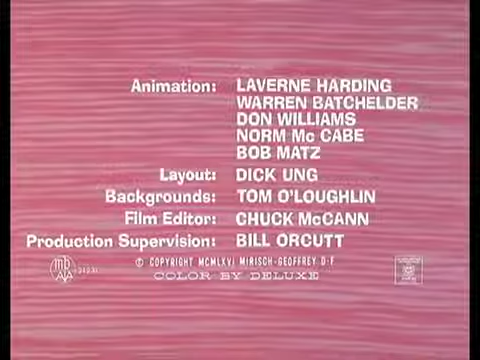 Animation: LAVERNE HARDING
WARREN BATCHELDER
DON WILLIAMS
NORM Mc CABE
BOB MATZ
Layout: DICK UNG
Backgrounds: TOM O'LOUGHLIN
Film Editor: CHUCK McCANN
Production Supervision: BILL ORCUTT
© COPYRIGHT MCMLXVI MIRISCH-GEOFFREY D-F
COLOR BY DELUXE